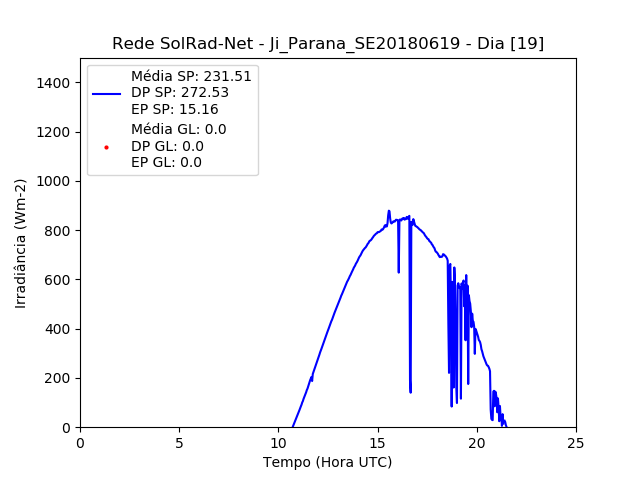 Rede SolRad-Net - Ji_Parana_SE20180619 - Dia [19]
Média SP: 231.51
DP SP: 272.53
EP SP: 15.16
Média GL: 0.0
DP GL: 0.0
EP GL: 0.0
Irradiância (Wm-2)
1400
1200
1000
800
600
400
200
0
0 5 10 15 20 25
Tempo (Hora UTC)